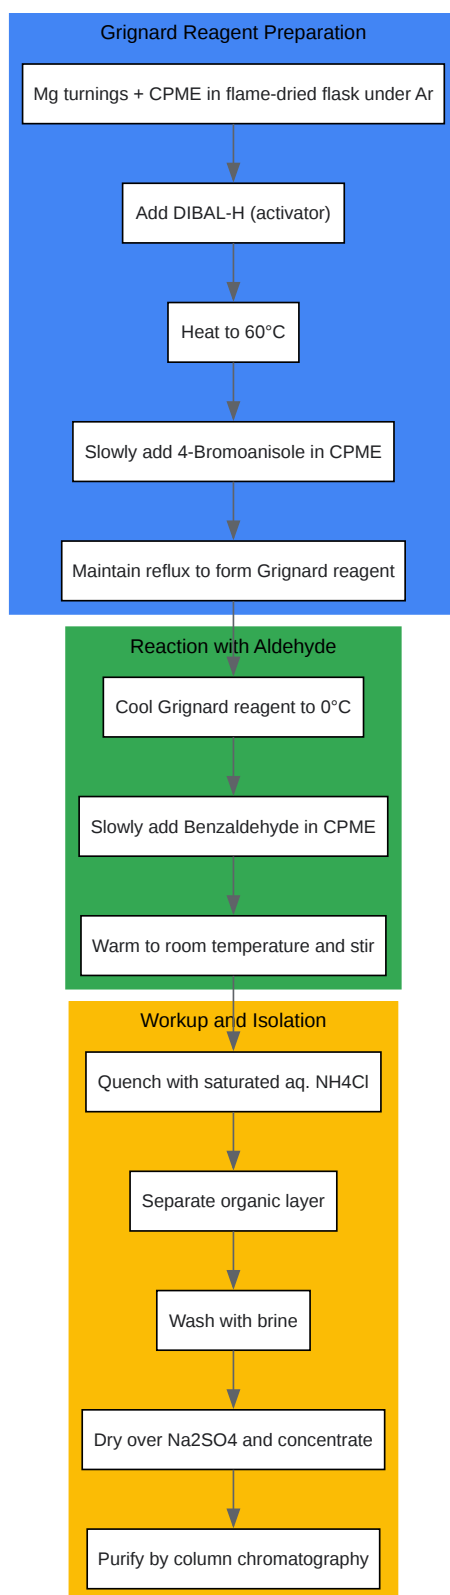 Grignard Reagent Preparation
Mg turnings + CPME in flame-dried flask under Ar
Add DIBAL-H (activator)
Heat to 60°C
Slowly add 4-Bromoanisole in CPME
Maintain reflux to form Grignard reagent
Reaction with Aldehyde
Cool Grignard reagent to 0°C
Slowly add Benzaldehyde in CPME
Warm to room temperature and stir
Workup and Isolation
Quench with saturated aq. NH4Cl
Separate organic layer
Wash with brine
Dry over Na2SO4 and concentrate
Purify by column chromatography